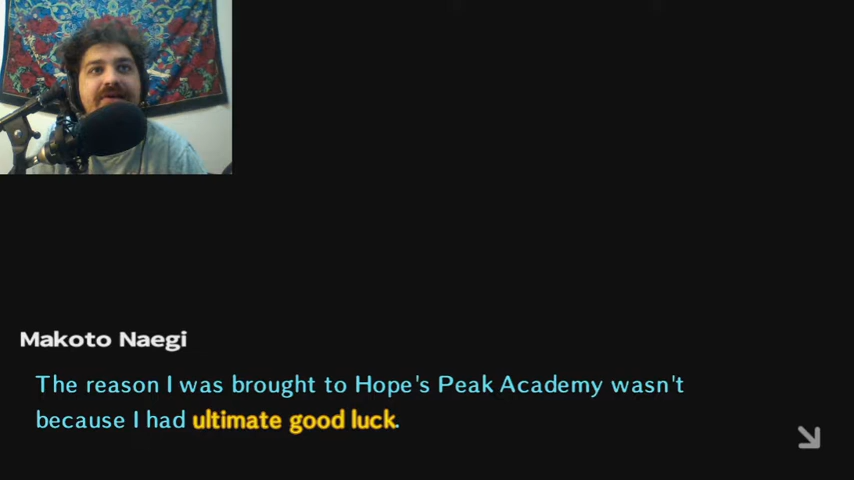 Makoto Naegi
The reason I was brought to Hope's Peak Academy wasn't
because I had ultimate good luck.